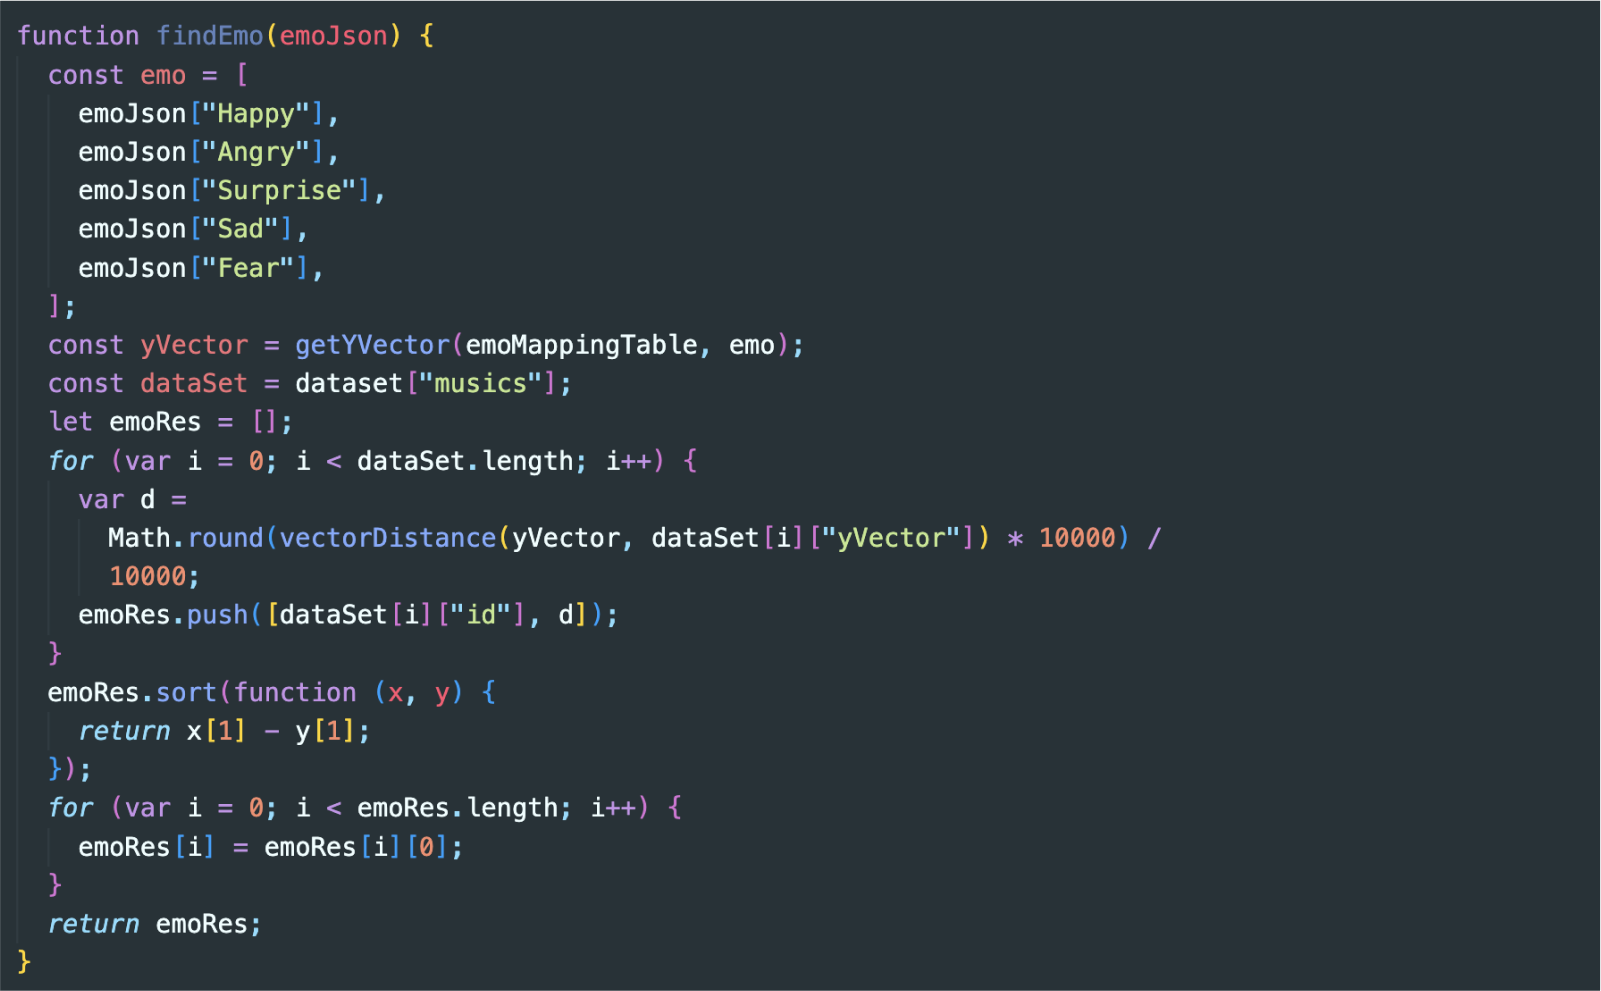 function findEmo(emoJson) {
  const emo = [
    emoJson["Happy"],
    emoJson["Angry"],
    emoJson["Surprise"],
    emoJson["Sad"],
    emoJson["Fear"],
  ];
  const yVector = getYVector(emoMappingTable, emo);
  const dataSet = dataset["musics"];
  let emoRes = [];
  for (var i = 0; i < dataSet.length; i++) {
    var d =
      Math.round(vectorDistance(yVector, dataSet[i]["yVector"]) * 10000) /
      10000;
    emoRes.push([dataSet[i]["id"], d]);
  }
  emoRes.sort(function (x, y) {
    return x[1] - y[1];
  });
  for (var i = 0; i < emoRes.length; i++) {
    emoRes[i] = emoRes[i][0];
  }
  return emoRes;
}